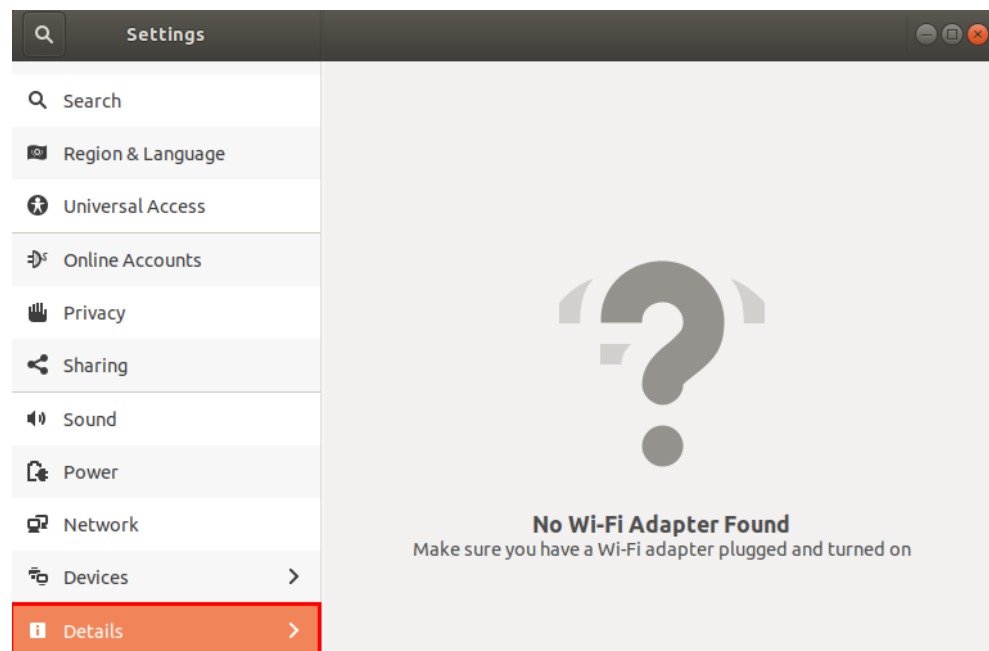 Settings
Search
Region & Language
Universal Access
Online Accounts
Privacy
Sharing
Sound
Power
Network
Devices
Details
No Wi-Fi Adapter Found
Make sure you have a Wi-Fi adapter plugged and turned on